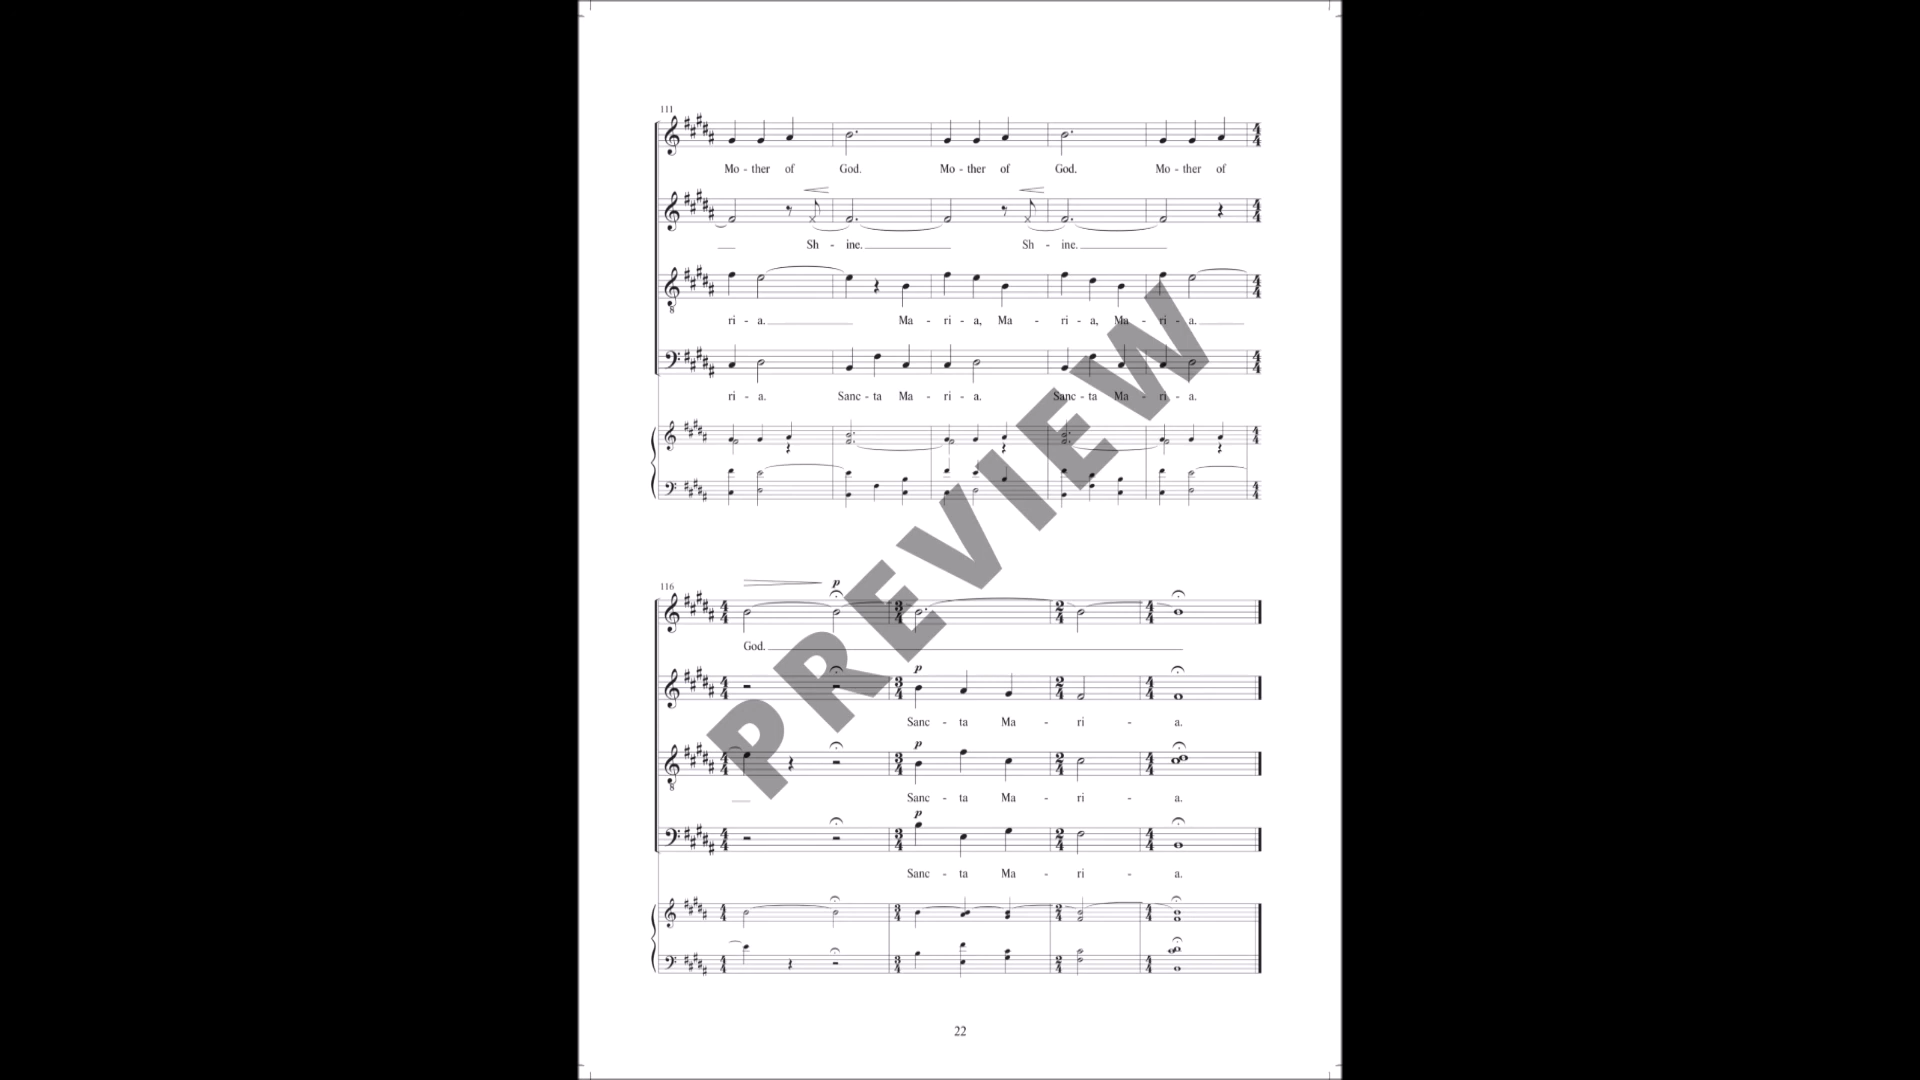 111
Mo - ther of God. Mo - ther of God. Mo - ther of
Sh - ine. Sh - ine.
ri - a. Ma - ri - a, Ma - ri - a, Ma - ri - a.
ri - a. Sanc - ta Ma - ri - a. Sanc - ta Ma - ri - a.
116
p
God.
p
Sanc - ta Ma - ri - a.
p
Sanc - ta Ma - ri - a.
p
Sanc - ta Ma - ri - a.
PREVIEW
22